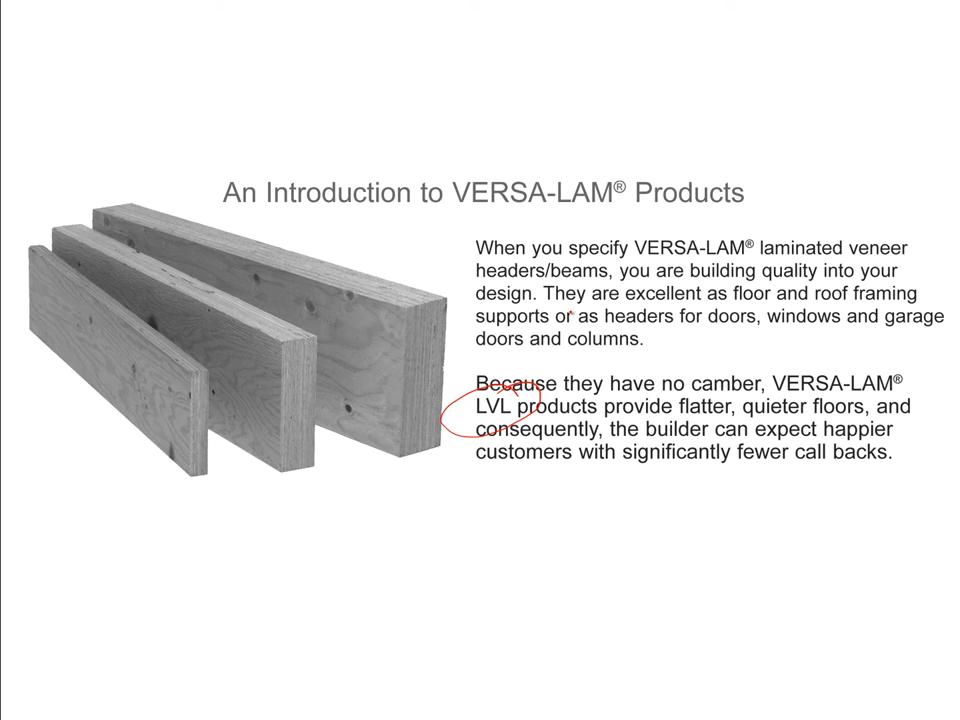 An Introduction to VERSA-LAM® Products
When you specify VERSA-LAM® laminated veneer
headers/beams, you are building quality into your
design. They are excellent as floor and roof framing
supports or as headers for doors, windows and garage
doors and columns.
Because they have no camber, VERSA-LAM®
LVL products provide flatter, quieter floors, and
consequently, the builder can expect happier
customers with significantly fewer call backs.